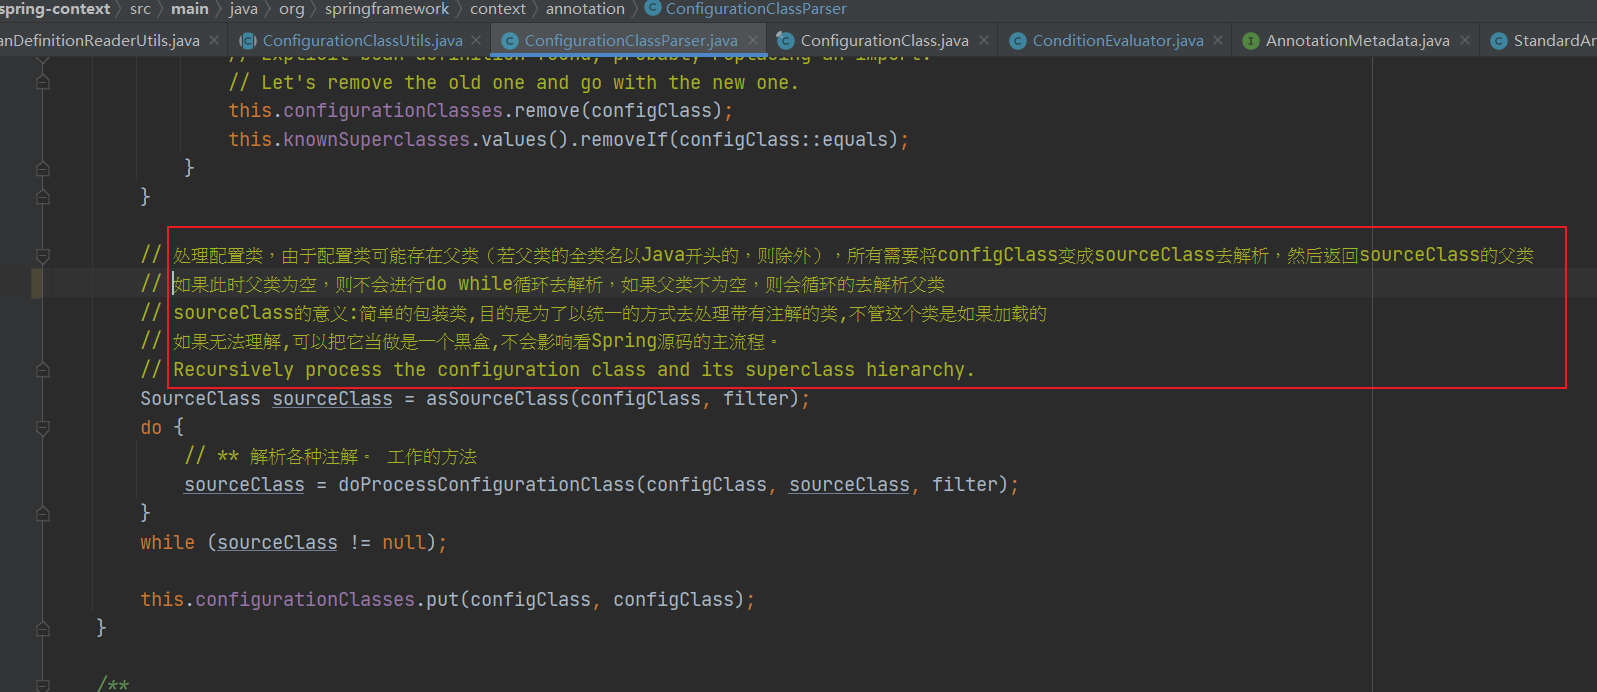 spring-context 〉 src 〉 main 〉 java 〉 org 〉 springframework 〉 context 〉 annotation 〉 ConfigurationClassParser
anDefinitionReaderUtils.java × ConfigurationClassUtils.java × ConfigurationClassParser.java × ConfigurationClass.java × ConditionEvaluator.java × AnnotationMetadata.java × StandardAn
// Explicit bean definition found, probably replacing an import.
// Let's remove the old one and go with the new one.
this.configurationClasses.remove(configClass);
this.knownSuperclasses.values().removeIf(configClass::equals);
}
}
// 处理配置类，由于配置类可能存在父类（若父类的全类名以Java开头的，则除外），所有需要将configClass变成sourceClass去解析，然后返回sourceClass的父类
// 如果此时父类为空，则不会进行do while循环去解析，如果父类不为空，则会循环的去解析父类
// sourceClass的意义:简单的包装类,目的是为了以统一的方式去处理带有注解的类,不管这个类是如果加载的
// 如果无法理解,可以把它当做是一个黑盒,不会影响看Spring源码的主流程。
// Recursively process the configuration class and its superclass hierarchy.
SourceClass sourceClass = asSourceClass(configClass, filter);
do {
// ** 解析各种注解。 工作的方法
sourceClass = doProcessConfigurationClass(configClass, sourceClass, filter);
}
while (sourceClass != null);
this.configurationClasses.put(configClass, configClass);
}
/**